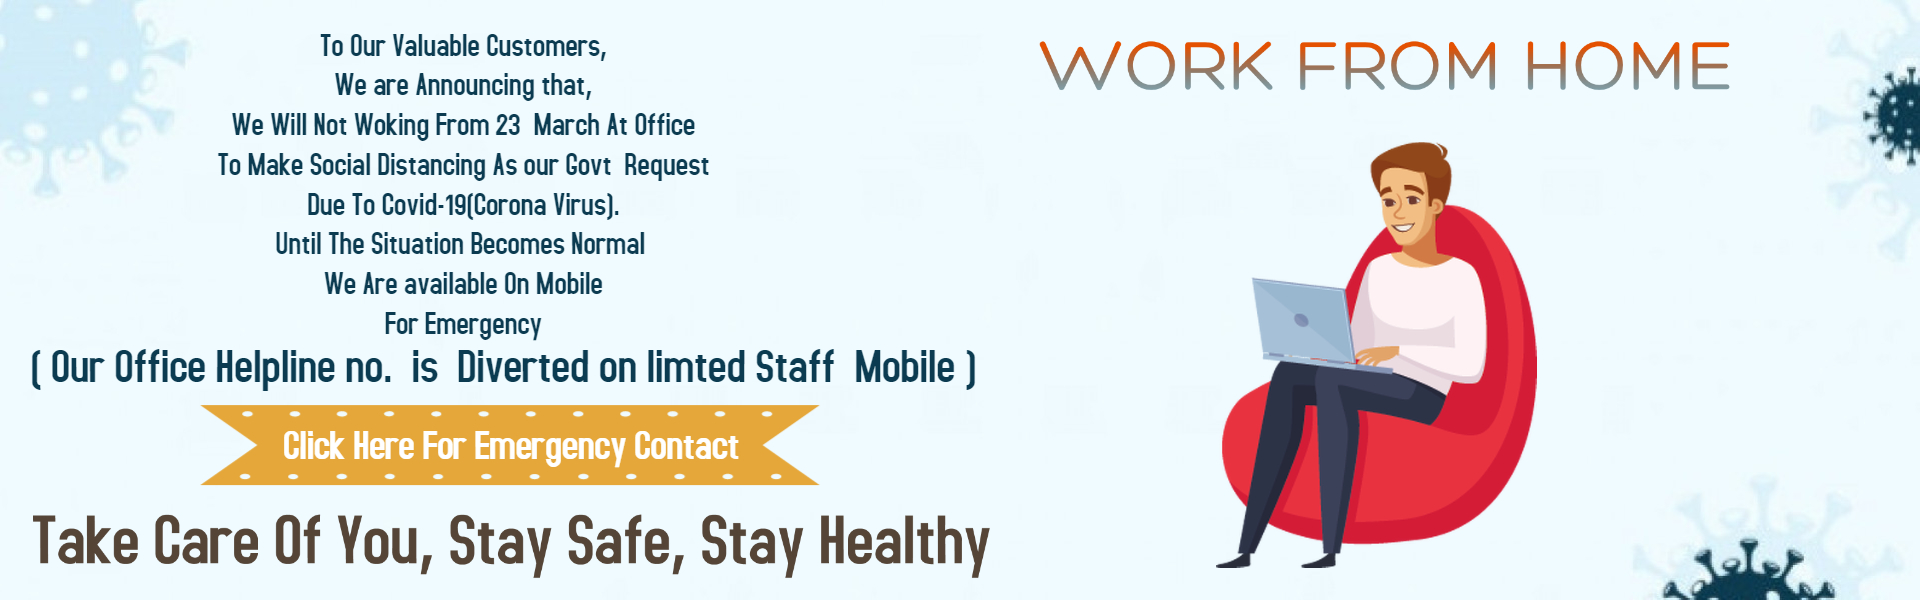 To Our Valuable Customers,
We are Announcing that,
We Will Not Woking From 23 March At Office
To Make Social Distancing As our Govt Request
Due To Covid-19(Corona Virus).
Until The Situation Becomes Normal
We Are available On Mobile
For Emergency
( Our Office Helpline no. is Diverted on limted Staff Mobile )
Click Here For Emergency Contact
Take Care Of You, Stay Safe, Stay Healthy
WORK FROM HOME